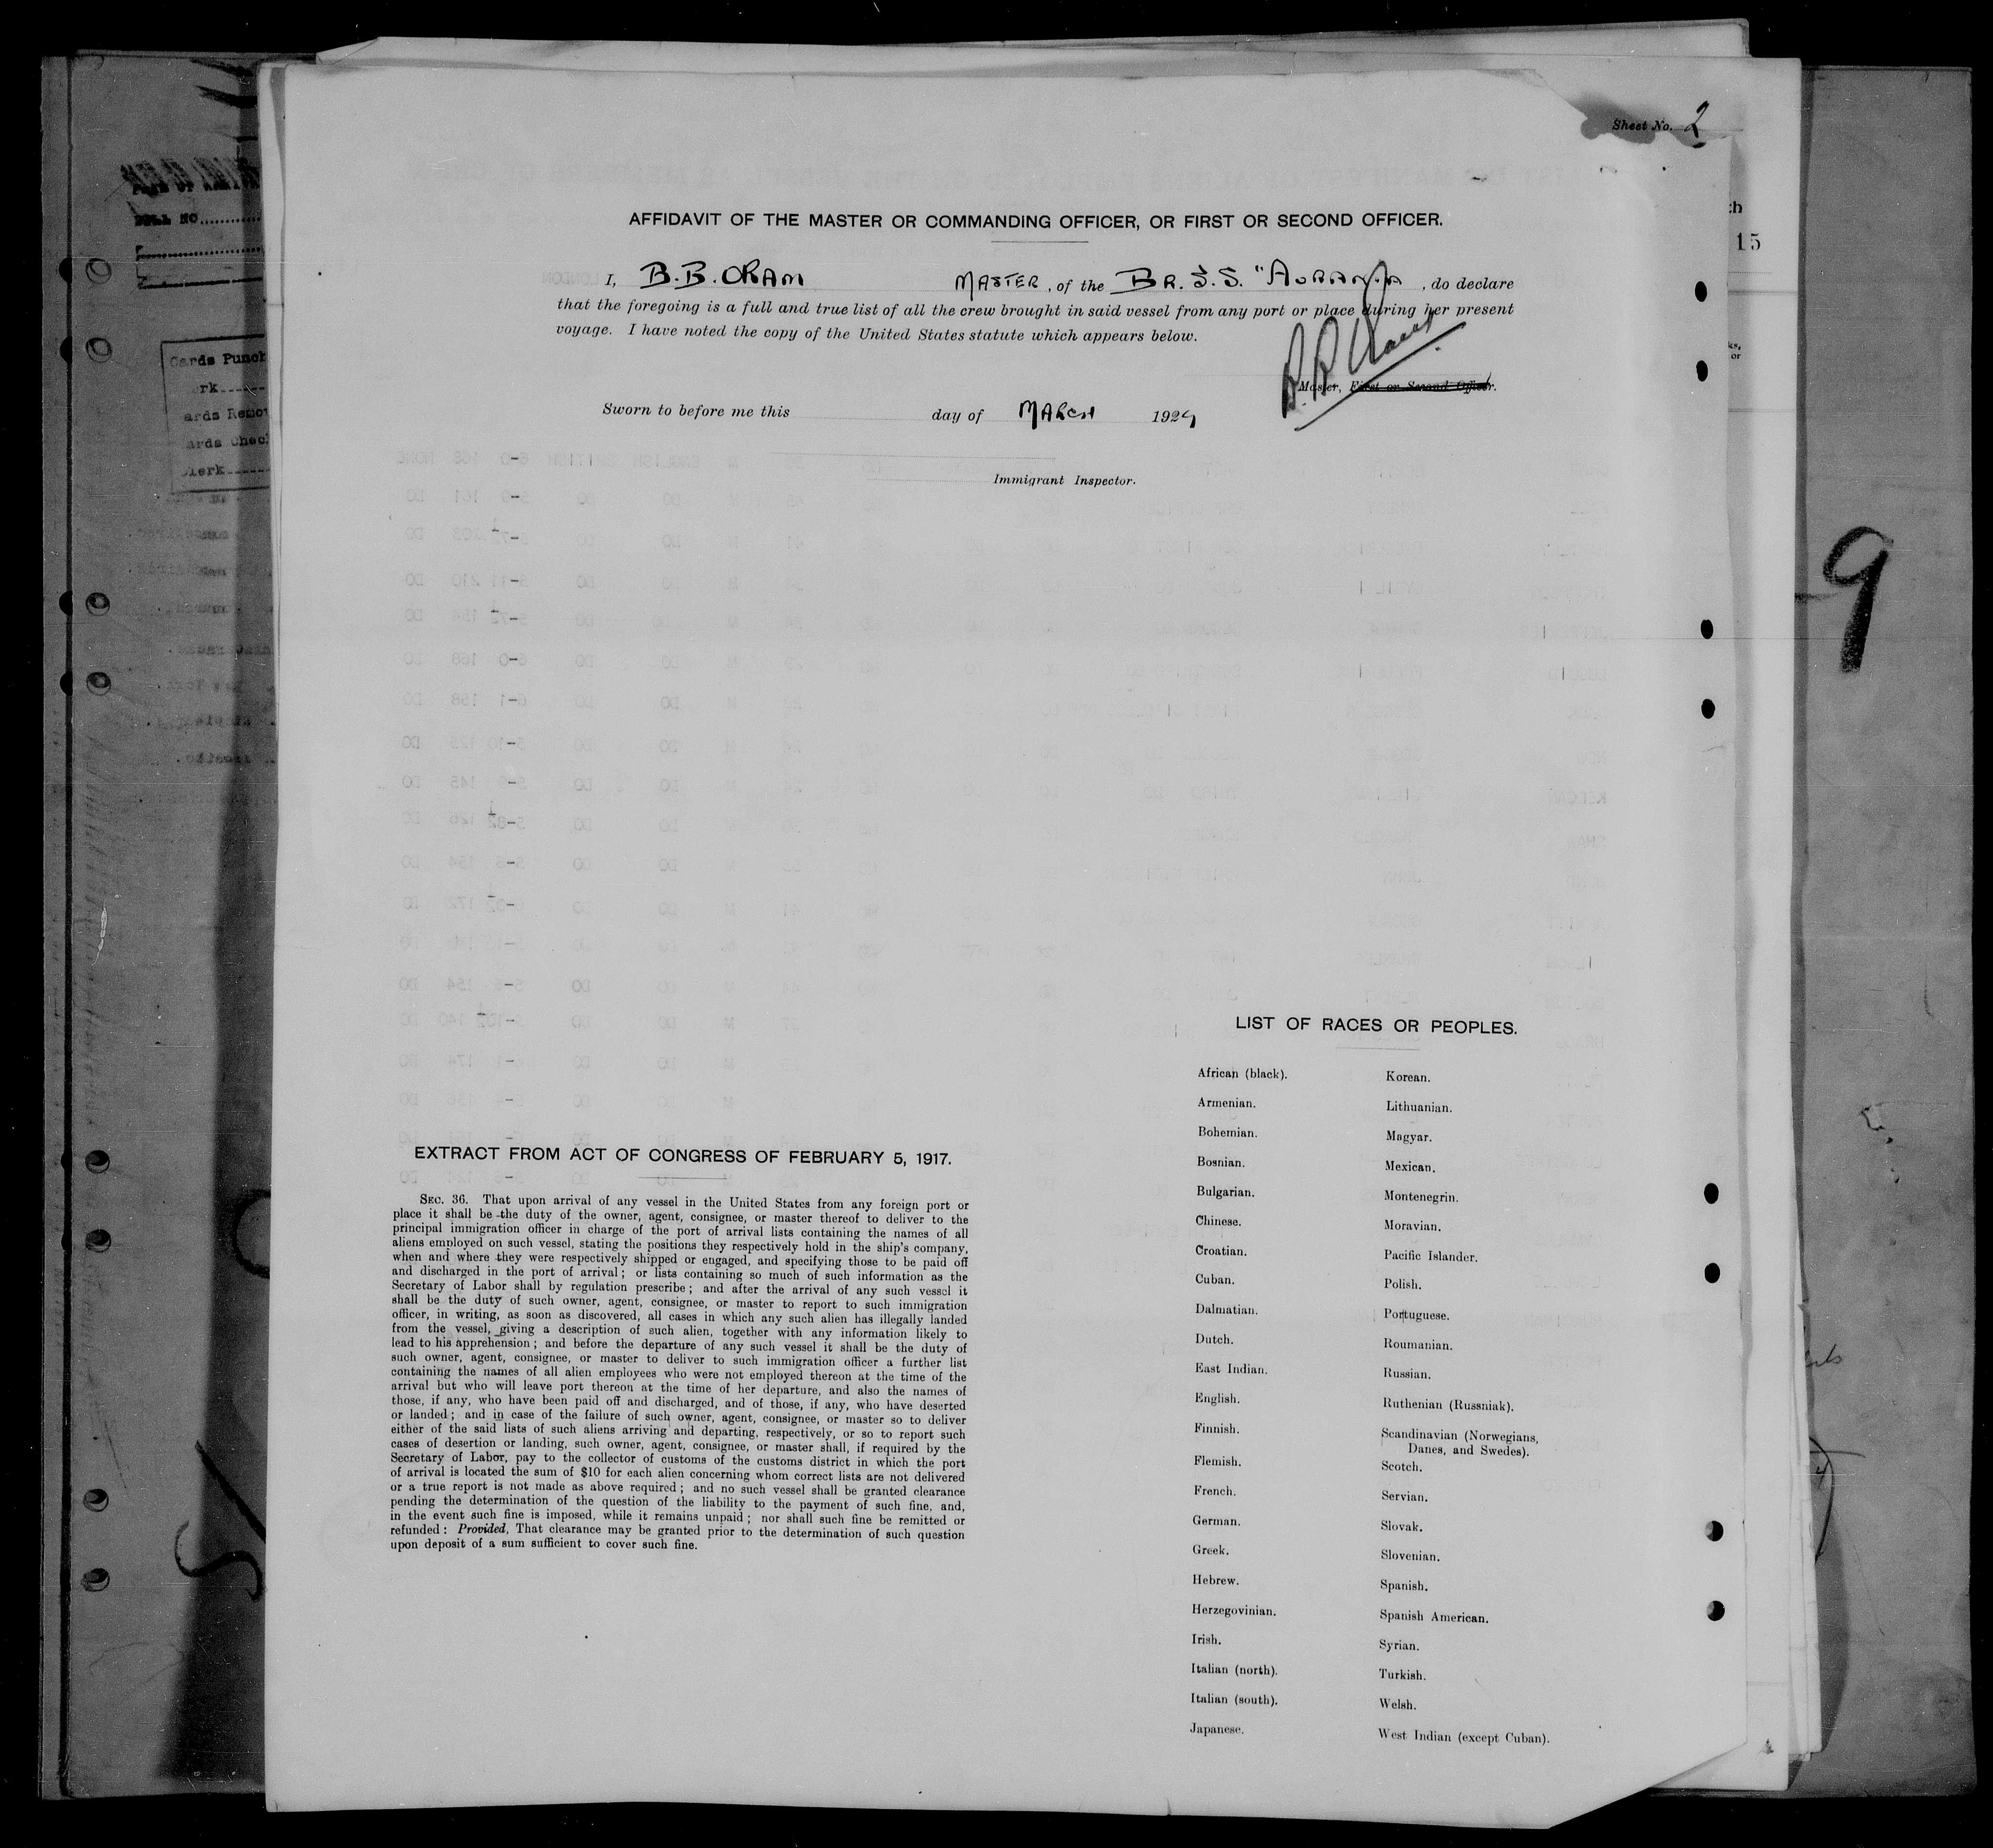 Sheet No. 2
AFFIDAVIT OF THE MASTER OR COMMANDING OFFICER, OR FIRST OR SECOND OFFICER.
I, B.B. ORAM MASTER, of the BR. S.S. "AURANIA, do declare
that the foregoing is a full and true list of all the crew brought in said vessel from any port or place during her present
voyage. I have noted the copy of the United States statute which appears below.
Master, First or Second Officer.
Sworn to before me this day of MARCH 192
Immigrant Inspector.
15
9
Cards Punch
LIST OF RACES OR PEOPLES.
African (black).
Armenian.
Bohemian.
Bosnian.
Bulgarian.
Chinese.
Croatian.
Cuban.
Dalmatian.
Dutch.
East Indian.
English.
Finnish.
Flemish.
French.
German.
Greek.
Hebrew.
Herzegovinian.
Irish.
Italian (north).
Italian (south).
Japanese.
Korean.
Lithuanian.
Magyar.
Mexican.
Montenegrin.
Moravian.
Pacific Islander.
Polish.
Portuguese.
Roumanian.
Russian.
Ruthenian (Russniak).
Scandinavian (Norwegians,
Danes, and Swedes).
Scotch.
Servian.
Slovak.
Slovenian.
Spanish.
Spanish American.
Syrian.
Turkish.
Welsh.
West Indian (except Cuban).
EXTRACT FROM ACT OF CONGRESS OF FEBRUARY 5, 1917.
SEC. 36. That upon arrival of any vessel in the United States from any foreign port or
place it shall be the duty of the owner, agent, consignee, or master thereof to deliver to the
principal immigration officer in charge of the port of arrival lists containing the names of all
aliens employed on such vessel, stating the positions they respectively hold in the ship's company,
when and where they were respectively shipped or engaged, and specifying those to be paid off
and discharged in the port of arrival; or lists containing so much of such information as the
Secretary of Labor shall by regulation prescribe; and after the arrival of any such vessel it
shall be the duty of such owner, agent, consignee, or master to report to such immigration
officer, in writing, as soon as discovered, all cases in which any such alien has illegally landed
from the vessel, giving a description of such alien, together with any information likely to
lead to his apprehension; and before the departure of any such vessel it shall be the duty of
such owner, agent, consignee, or master to deliver to such immigration officer a further list
containing the names of all alien employees who were not employed thereon at the time of the
arrival but who will leave port thereon at the time of her departure, and also the names of
those, if any, who have been paid off and discharged, and of those, if any, who have deserted
or landed; and in case of the failure of such owner, agent, consignee, or master so to deliver
either of the said lists of such aliens arriving and departing, respectively, or so to report such
cases of desertion or landing, such owner, agent, consignee, or master shall, if required by the
Secretary of Labor, pay to the collector of customs of the customs district in which the port
of arrival is located the sum of $10 for each alien concerning whom correct lists are not delivered
or a true report is not made as above required; and no such vessel shall be granted clearance
pending the determination of the question of the liability to the payment of such fine, and,
in the event such fine is imposed, while it remains unpaid; nor shall such fine be remitted or
refunded: Provided, That clearance may be granted prior to the determination of such question
upon deposit of a sum sufficient to cover such fine.